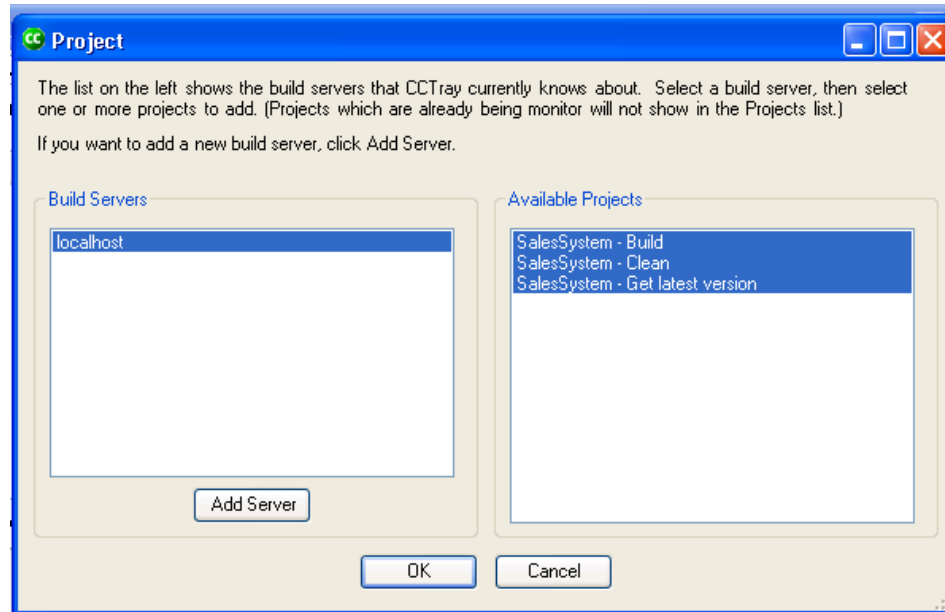 CC Project
The list on the left shows the build servers that CCTray currently knows about. Select a build server, then select
one or more projects to add. (Projects which are already being monitor will not show in the Projects list.)
If you want to add a new build server, click Add Server.
Build Servers
localhost
Add Server
Available Projects
SalesSystem - Build
SalesSystem - Clean
SalesSystem - Get latest version
OK
Cancel